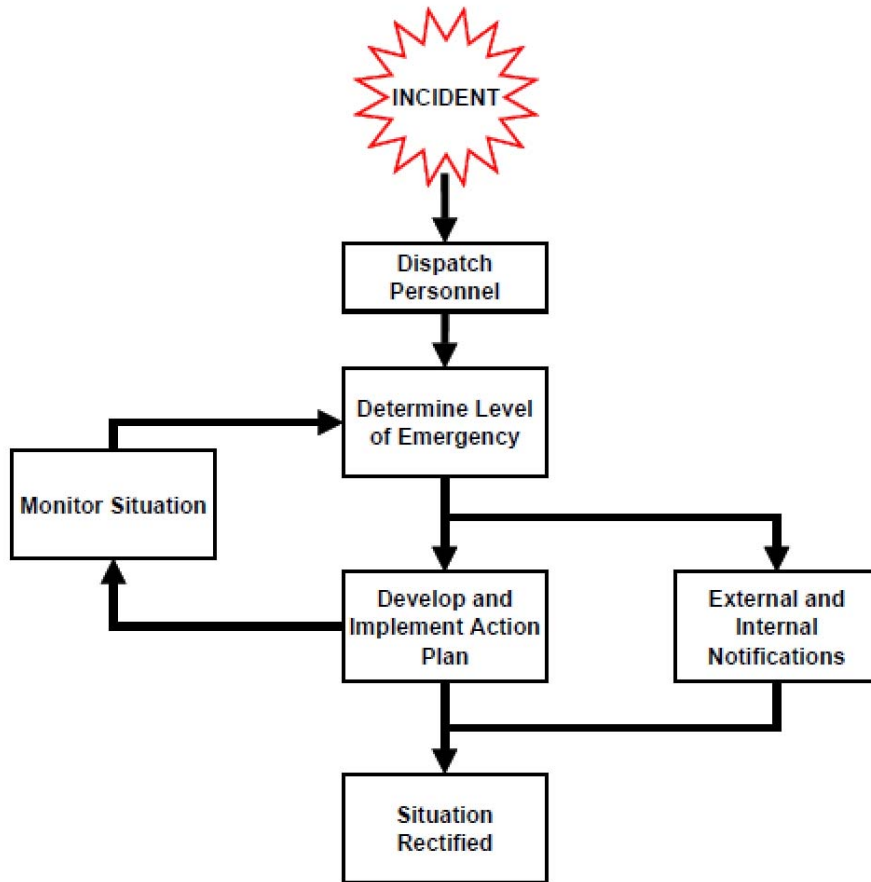 INCIDENT
Dispatch
Personnel
Determine Level
of Emergency
Monitor Situation
Develop and
Implement Action
Plan
External and
Internal
Notifications
Situation
Rectified